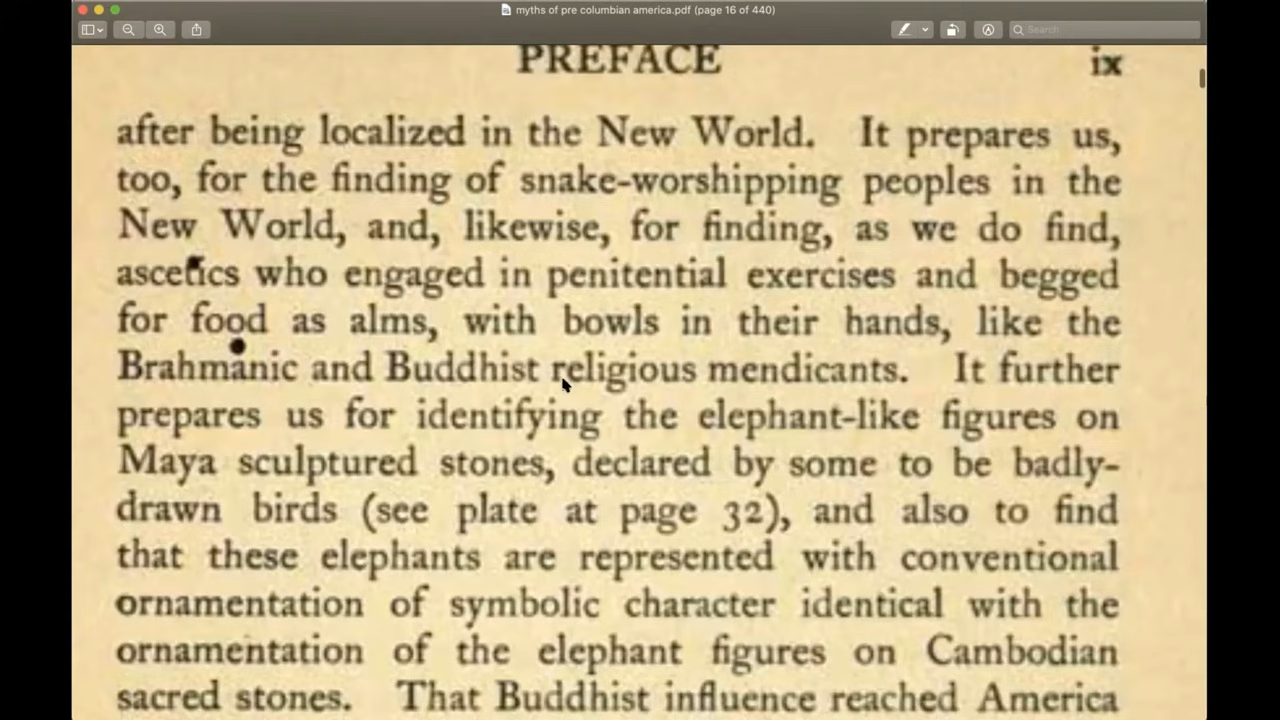 myths of pre columbian america.pdf (page 16 of 440)
Search
PREFACE ix
after being localized in the New World. It prepares us,
too, for the finding of snake-worshipping peoples in the
New World, and, likewise, for finding, as we do find,
ascetics who engaged in penitential exercises and begged
for food as alms, with bowls in their hands, like the
Brahmanic and Buddhist religious mendicants. It further
prepares us for identifying the elephant-like figures on
Maya sculptured stones, declared by some to be badly-
drawn birds (see plate at page 32), and also to find
that these elephants are represented with conventional
ornamentation of symbolic character identical with the
ornamentation of the elephant figures on Cambodian
sacred stones. That Buddhist influence reached America